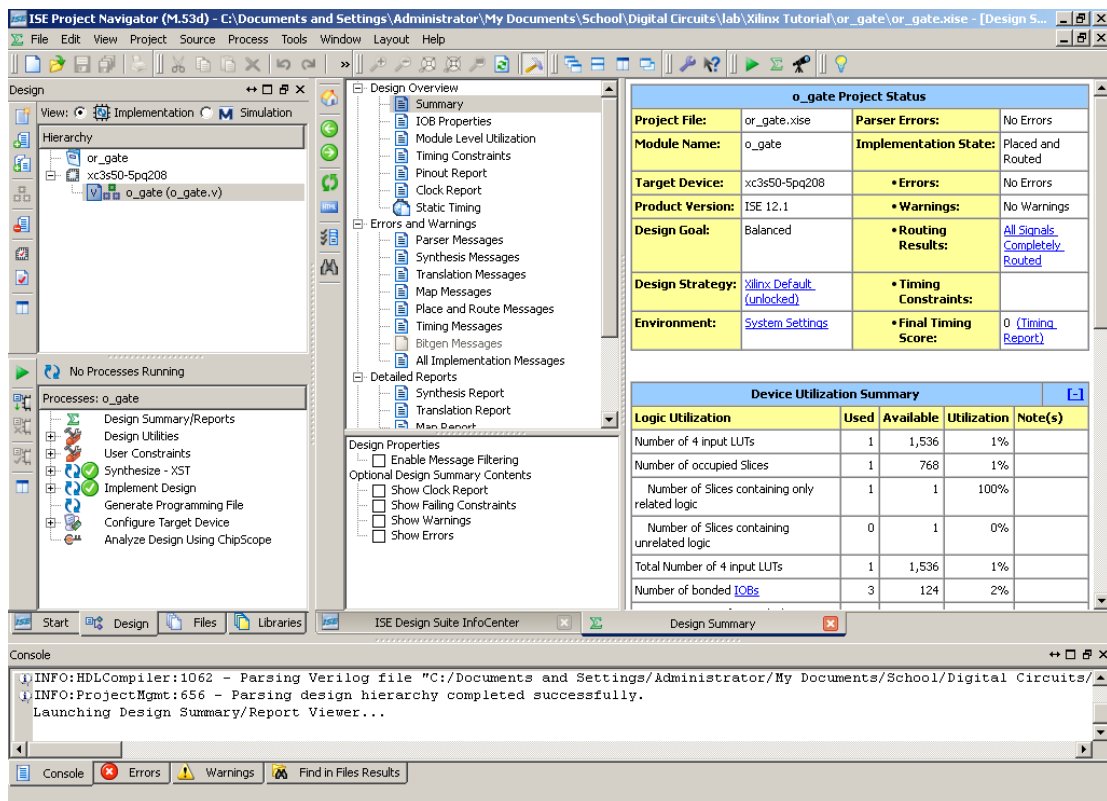 ISE Project Navigator (M.53d) - C:\Documents and Settings\Administrator\My Documents\School\Digital Circuits\lab\Xilinx Tutorial\or_gate\or_gate.xise - [Design S...
File Edit View Project Source Process Tools Window Layout Help
Design
View: Implementation Simulation
Hierarchy
or_gate
xc3s50-5pq208
o_gate (o_gate.v)
No Processes Running
Processes: o_gate
Design Summary/Reports
Design Utilities
User Constraints
Synthesize - XST
Implement Design
Generate Programming File
Configure Target Device
Analyze Design Using ChipScope
Start Design Files Libraries
Design Overview
Summary
IOB Properties
Module Level Utilization
Timing Constraints
Pinout Report
Clock Report
Static Timing
Errors and Warnings
Parser Messages
Synthesis Messages
Translation Messages
Map Messages
Place and Route Messages
Timing Messages
Bitgen Messages
All Implementation Messages
Detailed Reports
Synthesis Report
Translation Report
Map Report
Design Properties
Enable Message Filtering
Optional Design Summary Contents
Show Clock Report
Show Failing Constraints
Show Warnings
Show Errors
o_gate Project Status
Project File: or_gate.xise Parser Errors: No Errors
Module Name: o_gate Implementation State: Placed and
Routed
Target Device: xc3s50-5pq208 •Errors: No Errors
Product Version: ISE 12.1 •Warnings: No Warnings
Design Goal: Balanced •Routing All Signals
Results: Completely
Routed
Design Strategy: Xilinx Default •Timing
(unlocked) Constraints:
Environment: System Settings •Final Timing 0 (Timing
Score: Report)
Device Utilization Summary [-]
Logic Utilization Used Available Utilization Note(s)
Number of 4 input LUTs 1 1,536 1%
Number of occupied Slices 1 768 1%
Number of Slices containing only 1 1 100%
related logic
Number of Slices containing 0 1 0%
unrelated logic
Total Number of 4 input LUTs 1 1,536 1%
Number of bonded IOBs 3 124 2%
ISE Design Suite InfoCenter Design Summary
Console
INFO:HDLCompiler:1062 - Parsing Verilog file "C:/Documents and Settings/Administrator/My Documents/School/Digital Circuits/
INFO:ProjectMgmt:656 - Parsing design hierarchy completed successfully.
Launching Design Summary/Report Viewer...
Console Errors Warnings Find in Files Results